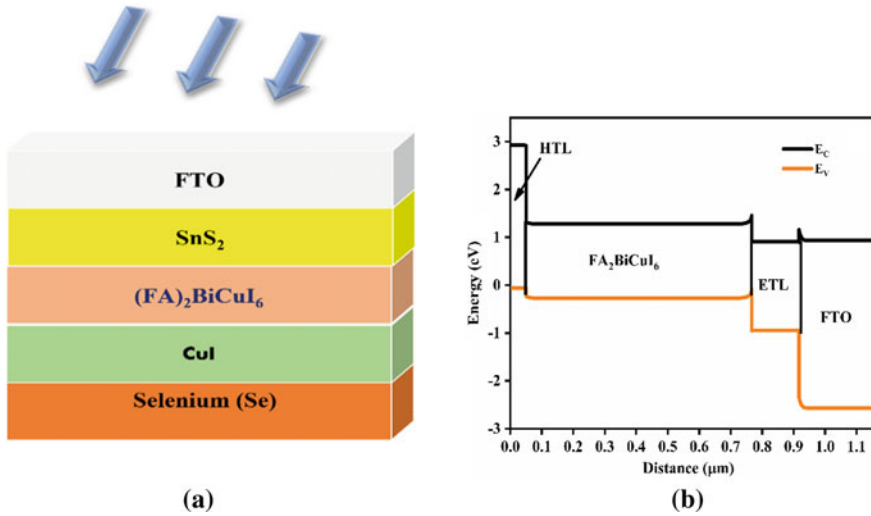 FTO
SnS₂
(FA)₂BiCuI₆
CuI
Selenium (Se)
(a)
Energy (eV)
3
2
1
0
-1
-2
-3
HTL
E_C
E_V
FA₂BiCuI₆
ETL
FTO
0.0 0.1 0.2 0.3 0.4 0.5 0.6 0.7 0.8 0.9 1.0 1.1
Distance (μm)
(b)